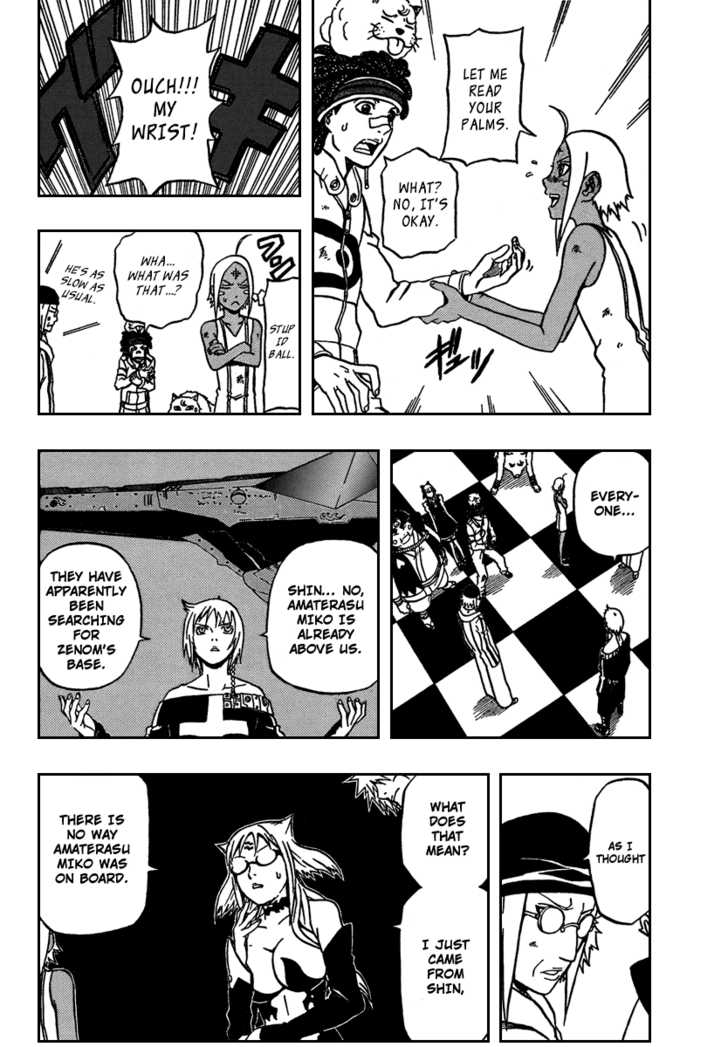 LET ME
READ
YOUR
PALMS.
WHAT?
NO, IT'S
OKAY.
ギュッ
OUCH!!!
MY
WRIST!
WHA...
WHAT WAS
THAT...?
HE'S AS
SLOW AS
USUAL.
STUP
ID
BALL.
EVERY-
ONE...
SHIN... NO,
AMATERASU
MIKO IS
ALREADY
ABOVE US.
THEY HAVE
APPARENTLY
BEEN
SEARCHING
FOR
ZENOM'S
BASE.
AS I
THOUGHT
WHAT
DOES
THAT
MEAN?
I JUST
CAME
FROM
SHIN,
THERE IS
NO WAY
AMATERASU
MIKO WAS
ON BOARD.